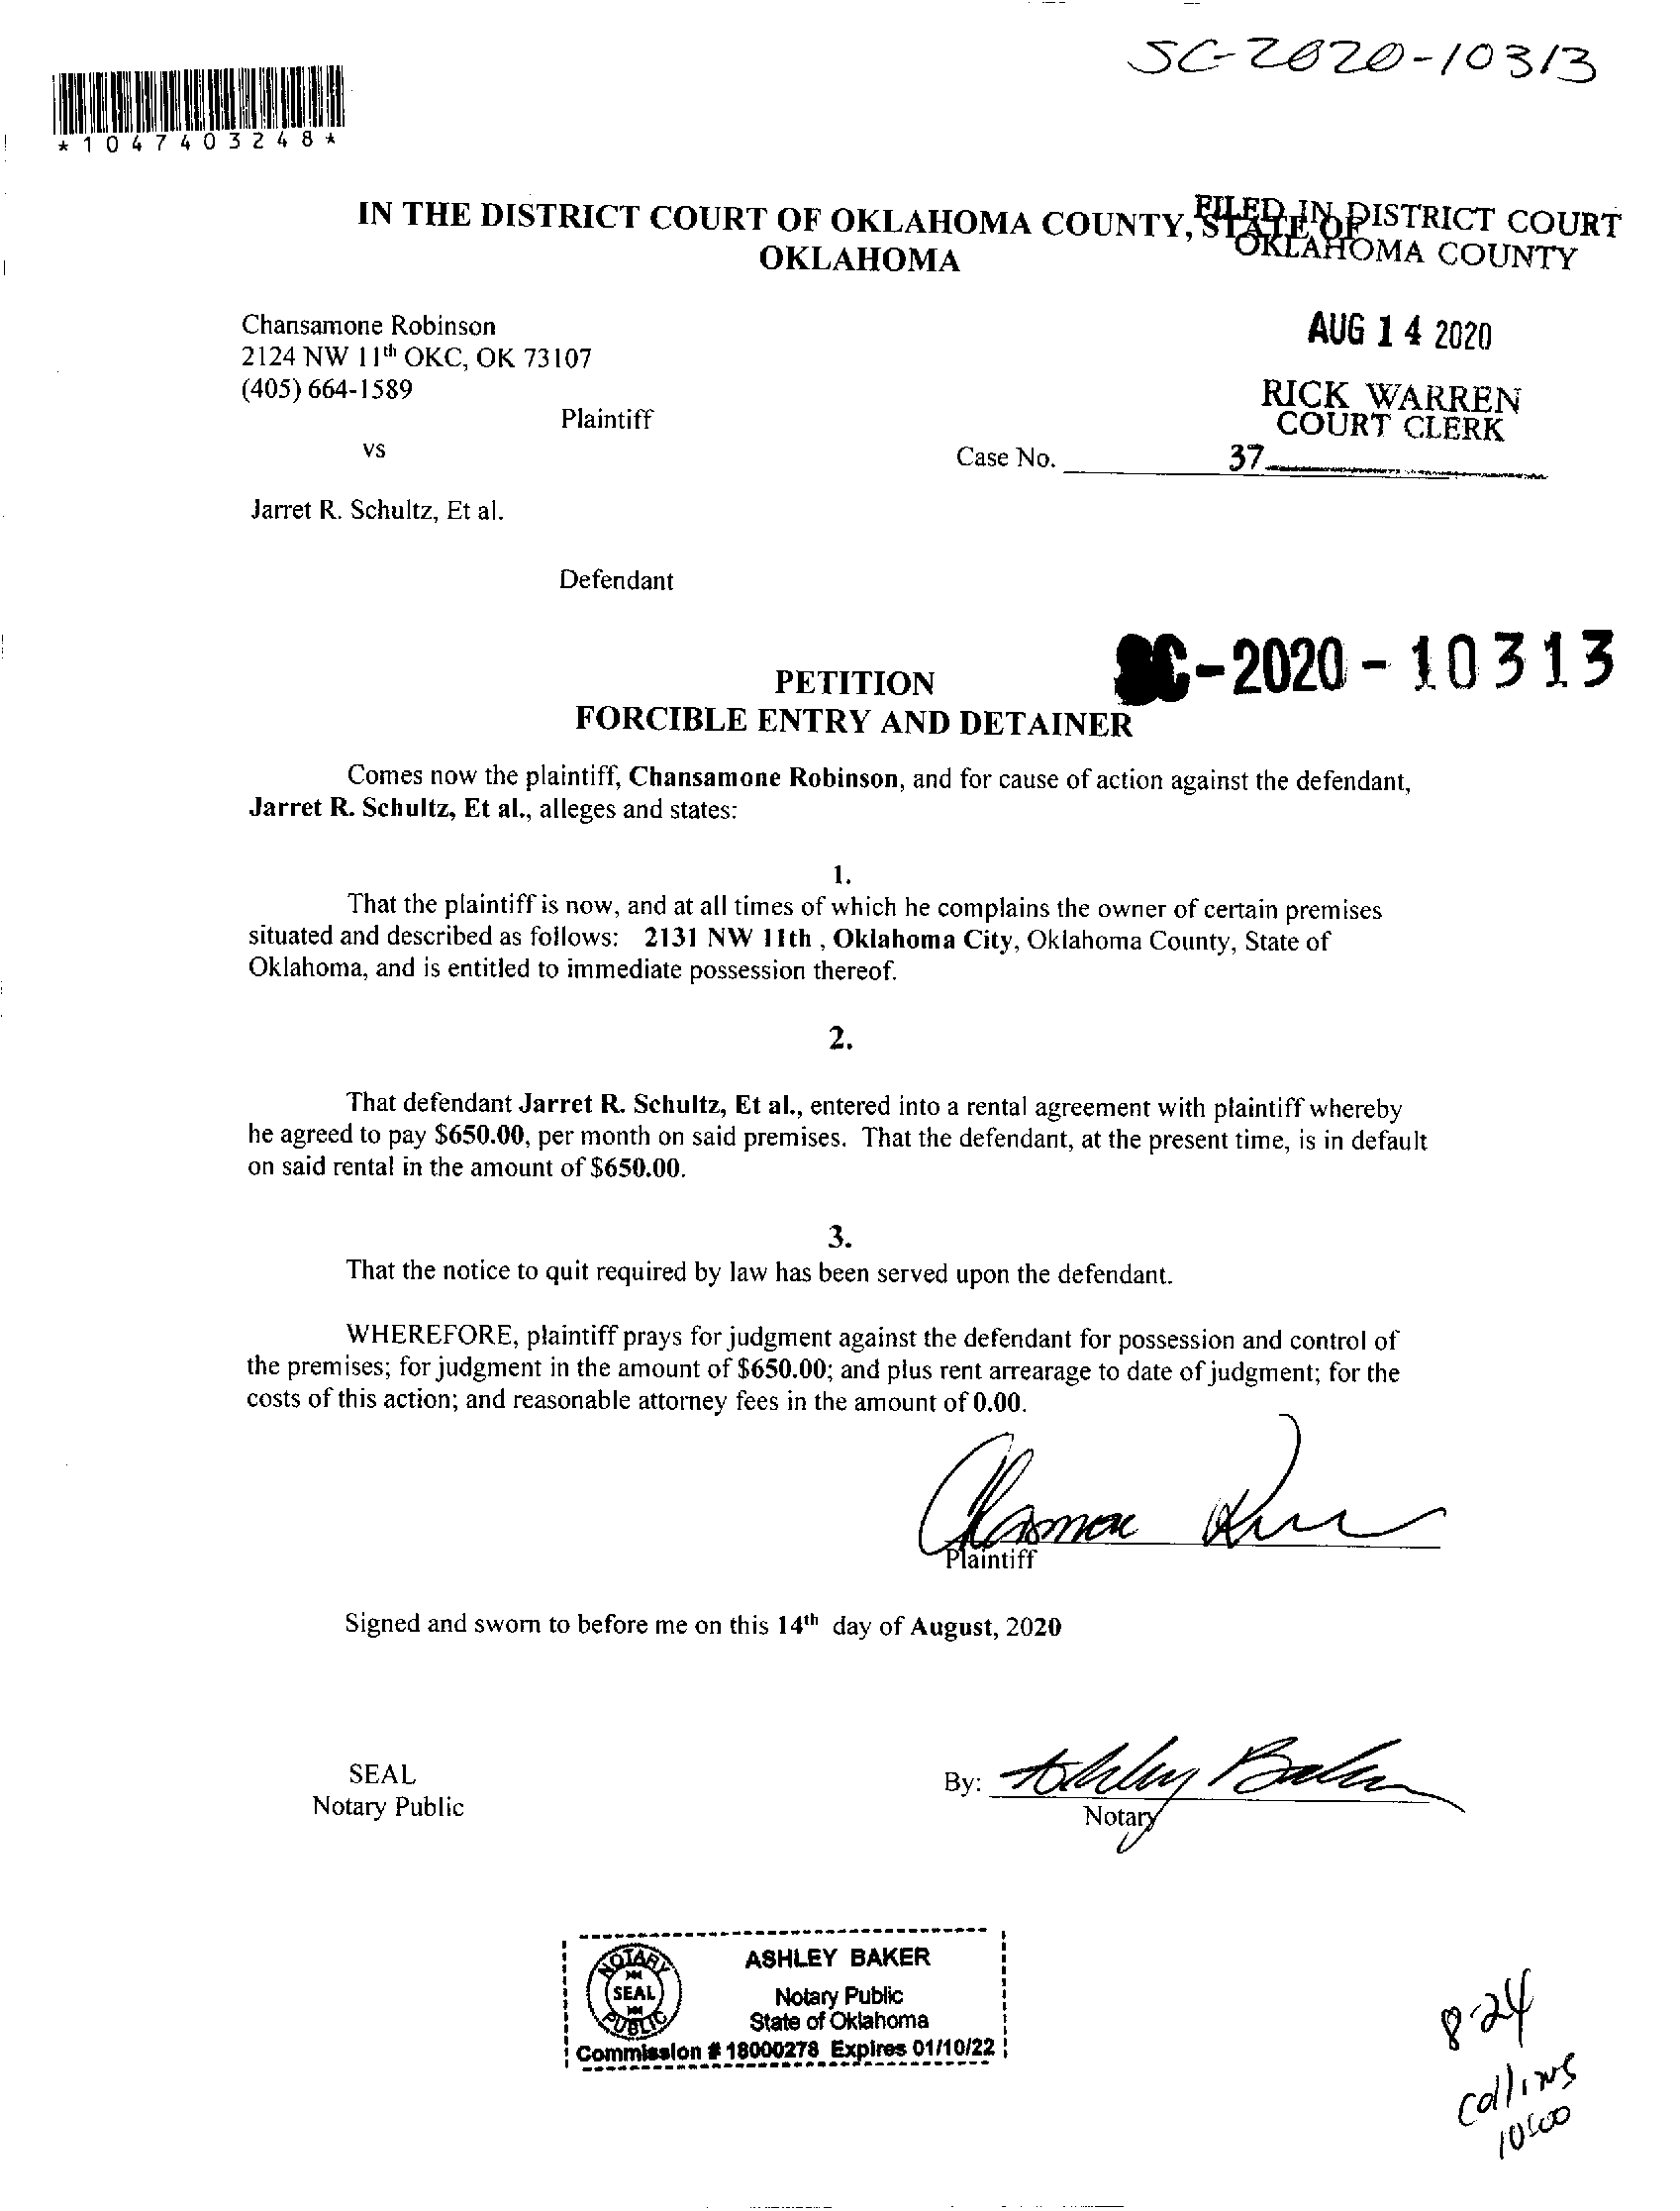 SC-2020-10313
*1047403248*
IN THE DISTRICT COURT OF OKLAHOMA COUNTY, STATE OF
OKLAHOMA
FILED IN DISTRICT COURT
OKLAHOMA COUNTY
AUG 14 2020
RICK WARREN
COURT CLERK
37
Chansamone Robinson
2124 NW 11th OKC, OK 73107
(405) 664-1589
Plaintiff
vs
Case No.
Jarret R. Schultz, Et al.
Defendant
SC-2020-10313
PETITION
FORCIBLE ENTRY AND DETAINER
Comes now the plaintiff, Chansamone Robinson, and for cause of action against the defendant,
Jarret R. Schultz, Et al., alleges and states:
1.
That the plaintiff is now, and at all times of which he complains the owner of certain premises
situated and described as follows: 2131 NW 11th , Oklahoma City, Oklahoma County, State of
Oklahoma, and is entitled to immediate possession thereof.
2.
That defendant Jarret R. Schultz, Et al., entered into a rental agreement with plaintiff whereby
he agreed to pay $650.00, per month on said premises. That the defendant, at the present time, is in default
on said rental in the amount of $650.00.
3.
That the notice to quit required by law has been served upon the defendant.
WHEREFORE, plaintiff prays for judgment against the defendant for possession and control of
the premises; for judgment in the amount of $650.00; and plus rent arrearage to date of judgment; for the
costs of this action; and reasonable attorney fees in the amount of 0.00.
Plaintiff
Signed and sworn to before me on this 14th day of August, 2020
SEAL
Notary Public
By: Ashley Baker
Notary
NOTARY
SEAL
PUBLIC
ASHLEY BAKER
Notary Public
State of Oklahoma
Commission # 18000278 Expires 01/10/22
8-24
Collins